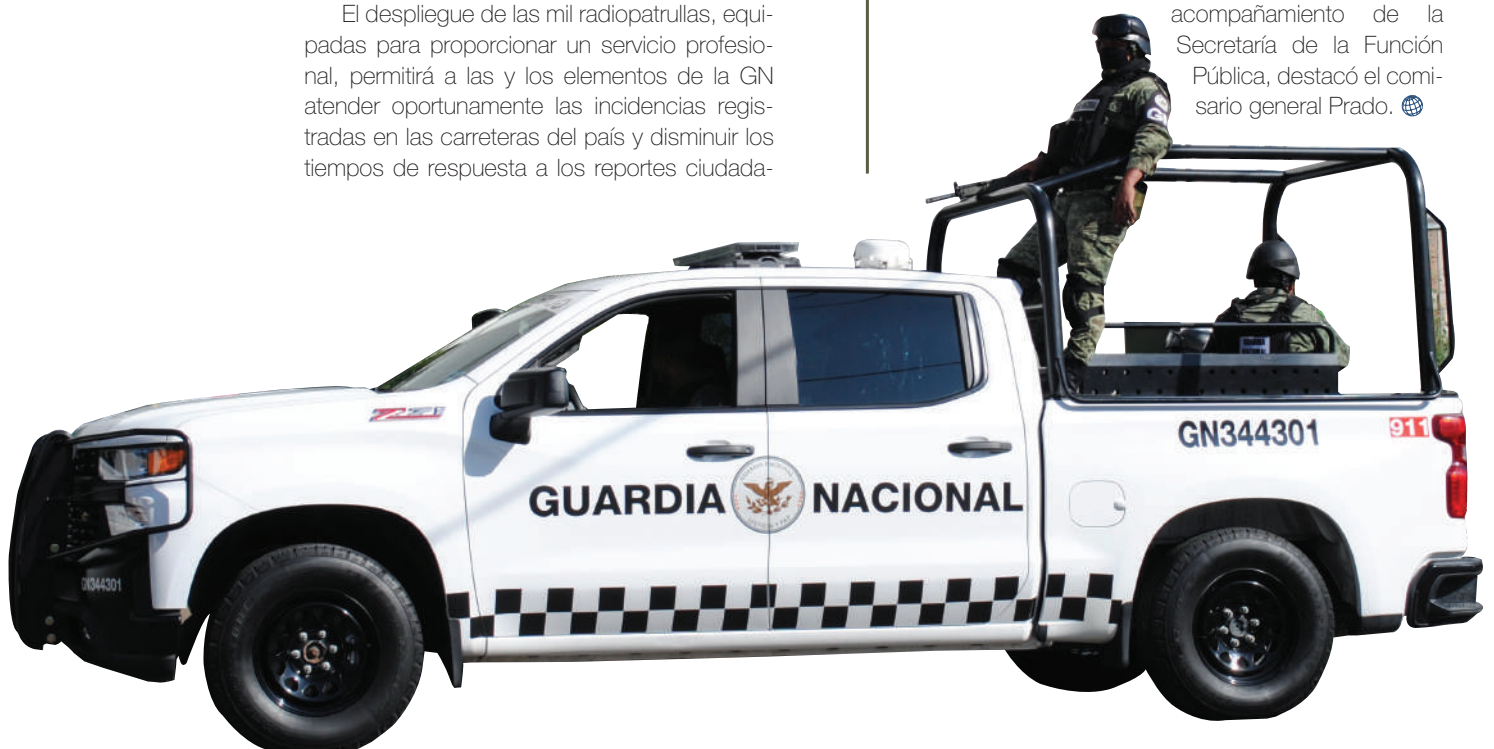 El despliegue de las mil radiopatrullas, equi-
padas para proporcionar un servicio profesio-
nal, permitirá a las y los elementos de la GN
atender oportunamente las incidencias regis-
tradas en las carreteras del país y disminuir los
tiempos de respuesta a los reportes ciudada-
acompañamiento de la
Secretaría de la Función
Pública, destacó el comi-
sario general Prado.
Z71
GN344301
911
GUARDIA NACIONAL
GN344301